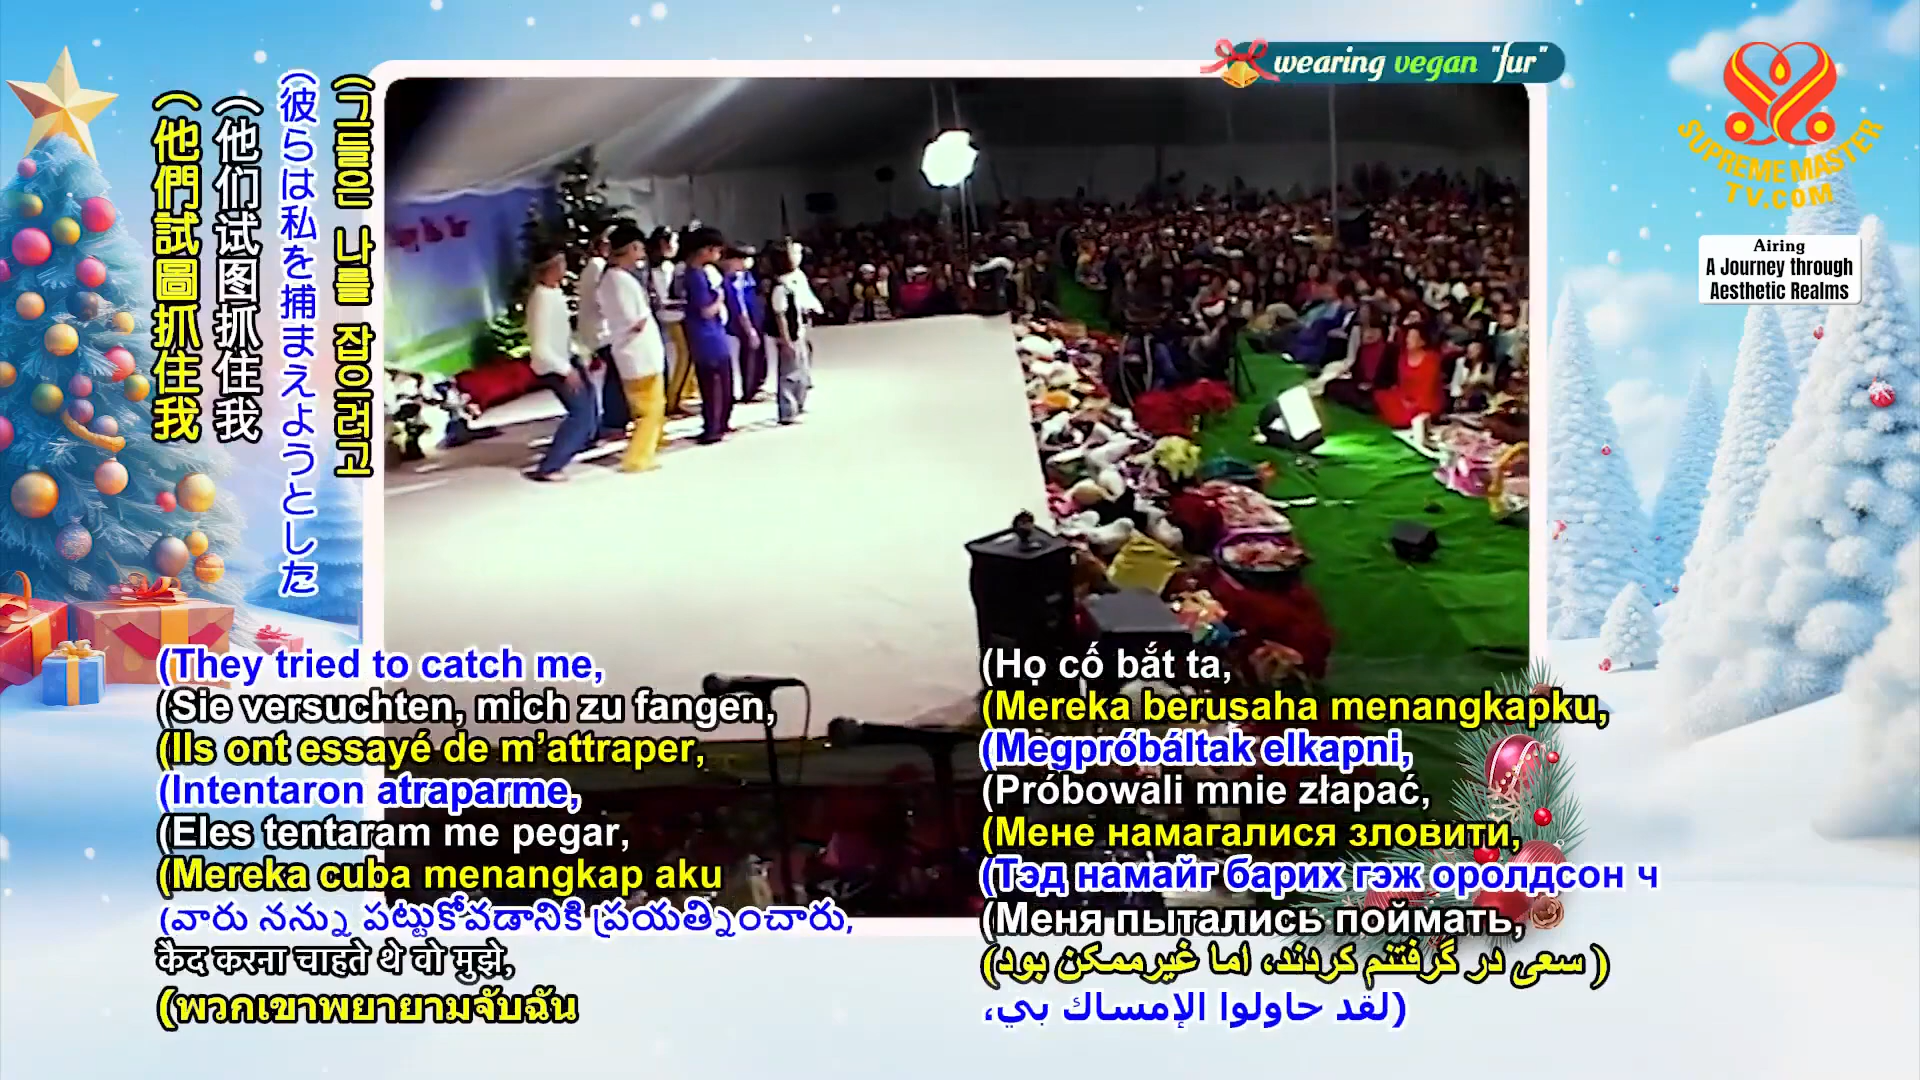 wearing vegan "fur"
SUPREME MASTER
TV.COM
Airing
A Journey through
Aesthetic Realms
(그들은 나를 잡으려고
(彼らは私を捕まえようとした
(他们试图抓住我
(他們試圖抓住我
(They tried to catch me,
(Sie versuchten, mich zu fangen,
(Ils ont essayé de m’attraper,
(Intentaron atraparme,
(Eles tentaram me pegar,
(Mereka cuba menangkap aku
(వారు నన్ను పట్టుకోవడానికి ప్రయత్నించారు,
कैद करना चाहते थे वो मुझे,
(พวกเขาพยายามจับฉัน
(Họ cố bắt ta,
(Mereka berusaha menangkapku,
(Megpróbáltak elkapni,
(Próbowali mnie złapać,
(Мене намагалися зловити,
(Тэд намайг барих гэж оролдсон ч
(Меня пытались поймать,
( سعی در گرفتنم کردند، اما غیرممکن بود)
(لقد حاولوا الإمساك بي،